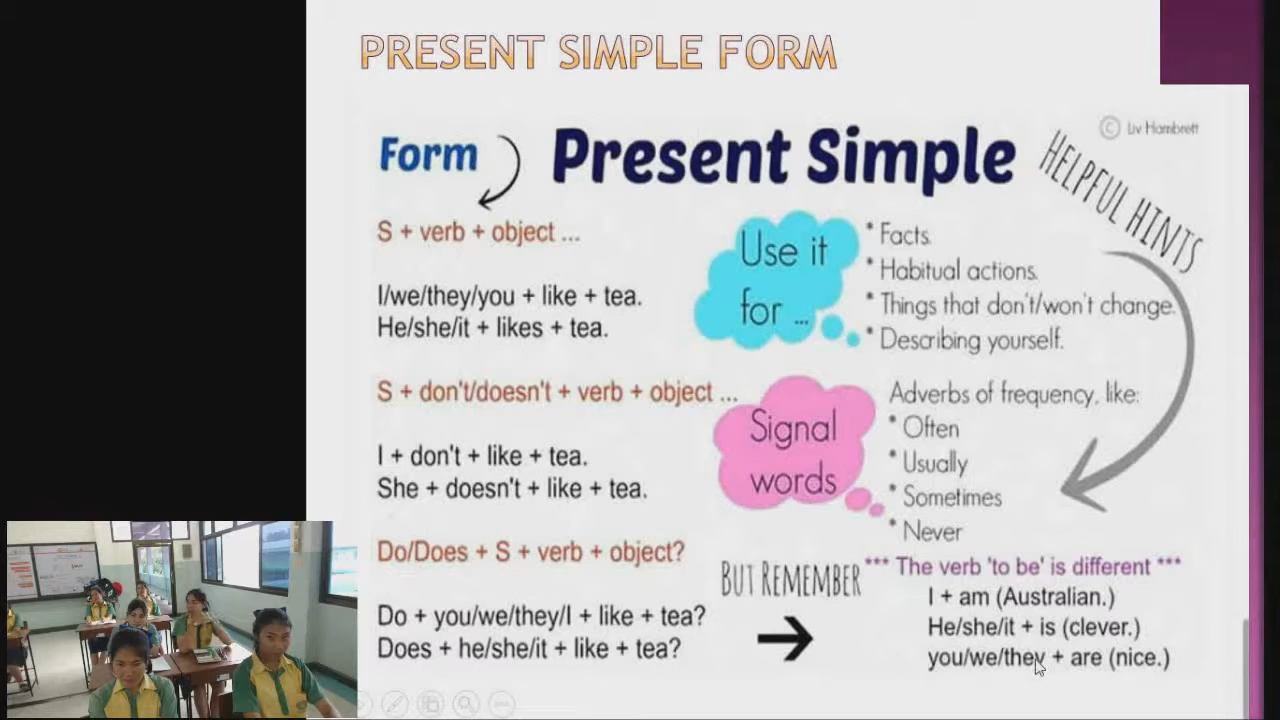 PRESENT SIMPLE FORM
© Liv Hambrett
Form
Present Simple
HELPFUL HINTS
S + verb + object ...
I/we/they/you + like + tea.
He/she/it + likes + tea.
Use it
for ...
* Facts.
* Habitual actions.
* Things that don't/won't change.
* Describing yourself.
S + don't/doesn't + verb + object ...
I + don't + like + tea.
She + doesn't + like + tea.
Signal
words
Adverbs of frequency, like:
* Often
* Usually
* Sometimes
* Never
Do/Does + S + verb + object?
Do + you/we/they/I + like + tea?
Does + he/she/it + like + tea?
BUT REMEMBER
*** The verb 'to be' is different ***
I + am (Australian.)
He/she/it + is (clever.)
you/we/they + are (nice.)